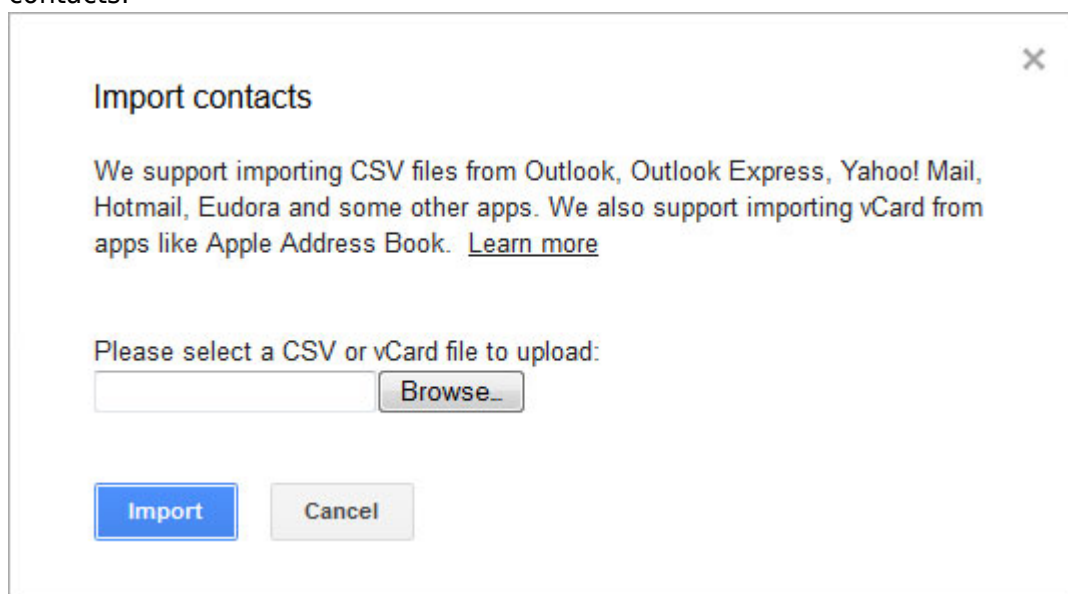 contacts.
Import contacts
We support importing CSV files from Outlook, Outlook Express, Yahoo! Mail,
Hotmail, Eudora and some other apps. We also support importing vCard from
apps like Apple Address Book. Learn more
Please select a CSV or vCard file to upload:
Browse...
Import Cancel